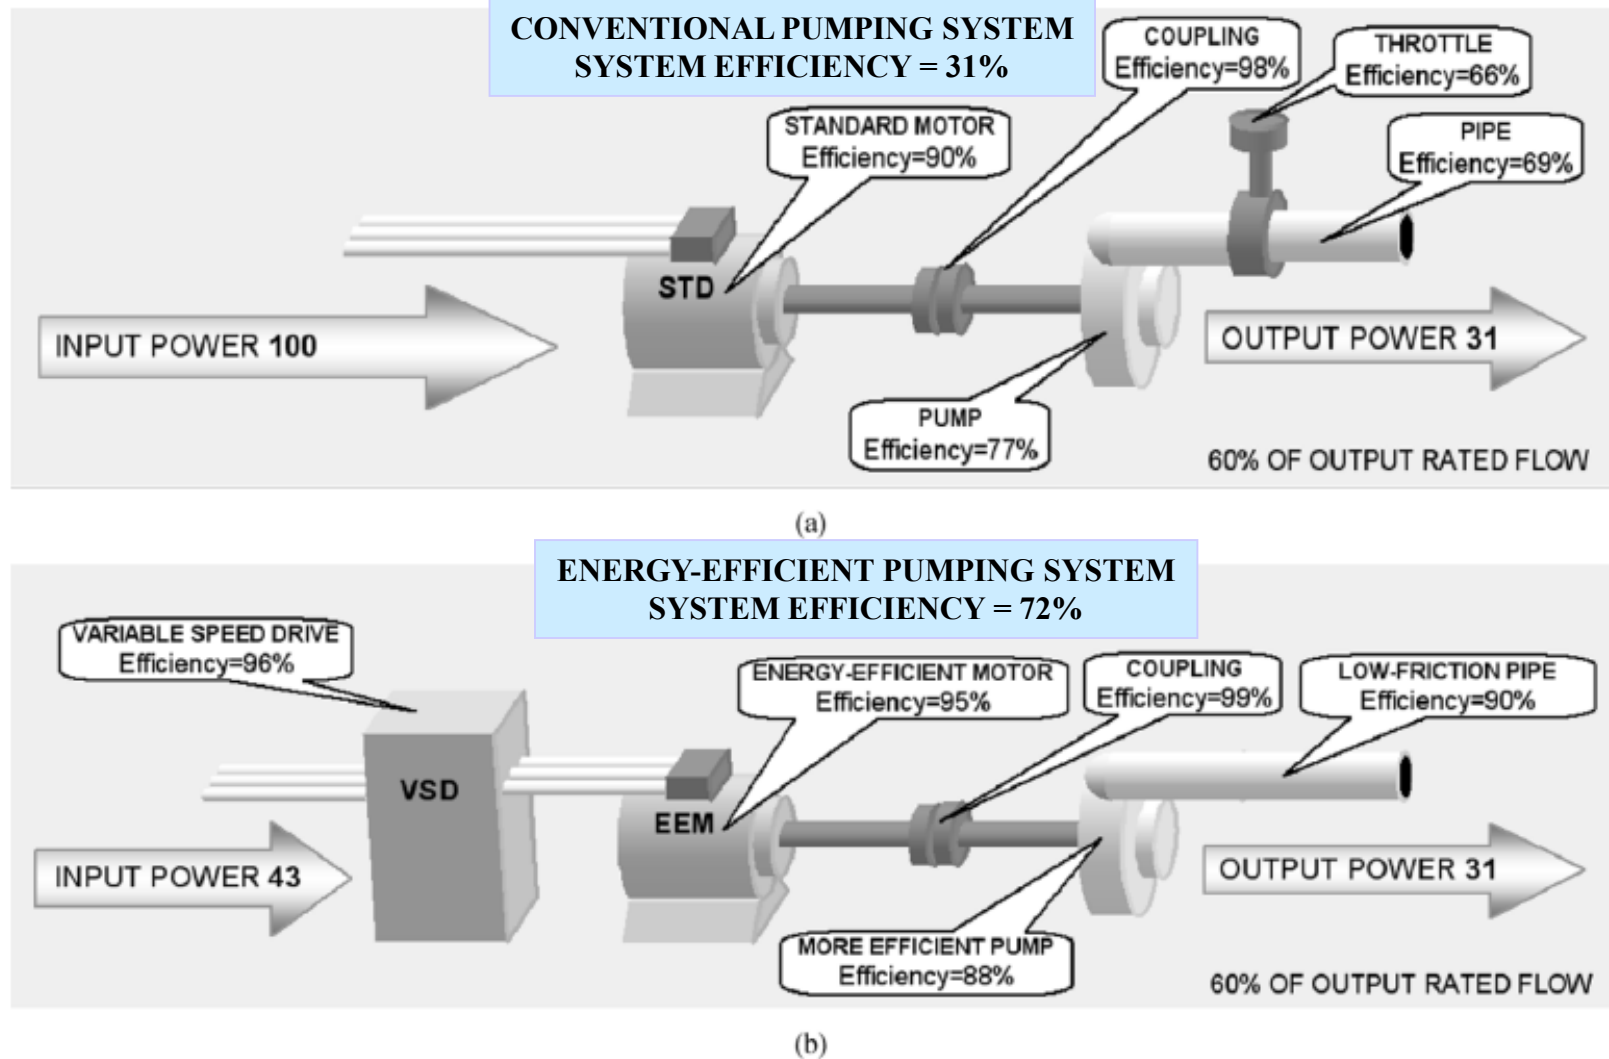 CONVENTIONAL PUMPING SYSTEM
SYSTEM EFFICIENCY = 31%
COUPLING
Efficiency=98%
THROTTLE
Efficiency=66%
STANDARD MOTOR
Efficiency=90%
PIPE
Efficiency=69%
STD
INPUT POWER 100
OUTPUT POWER 31
PUMP
Efficiency=77%
60% OF OUTPUT RATED FLOW
(a)
ENERGY-EFFICIENT PUMPING SYSTEM
SYSTEM EFFICIENCY = 72%
VARIABLE SPEED DRIVE
Efficiency=96%
ENERGY-EFFICIENT MOTOR
Efficiency=95%
COUPLING
Efficiency=99%
LOW-FRICTION PIPE
Efficiency=90%
VSD
EEM
INPUT POWER 43
OUTPUT POWER 31
MORE EFFICIENT PUMP
Efficiency=88%
60% OF OUTPUT RATED FLOW
(b)